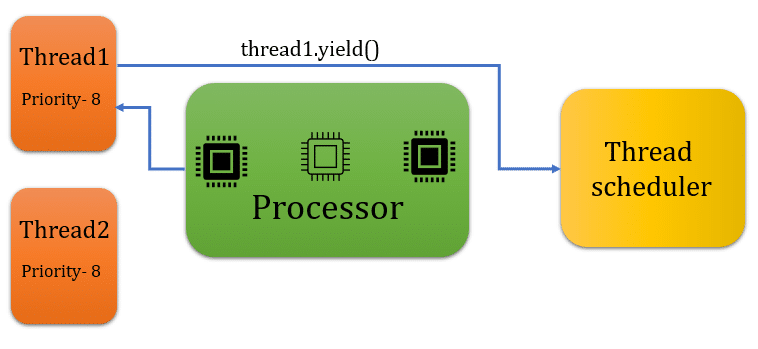 Thread1
Priority- 8
thread1.yield()
Processor
Thread
scheduler
Thread2
Priority- 8